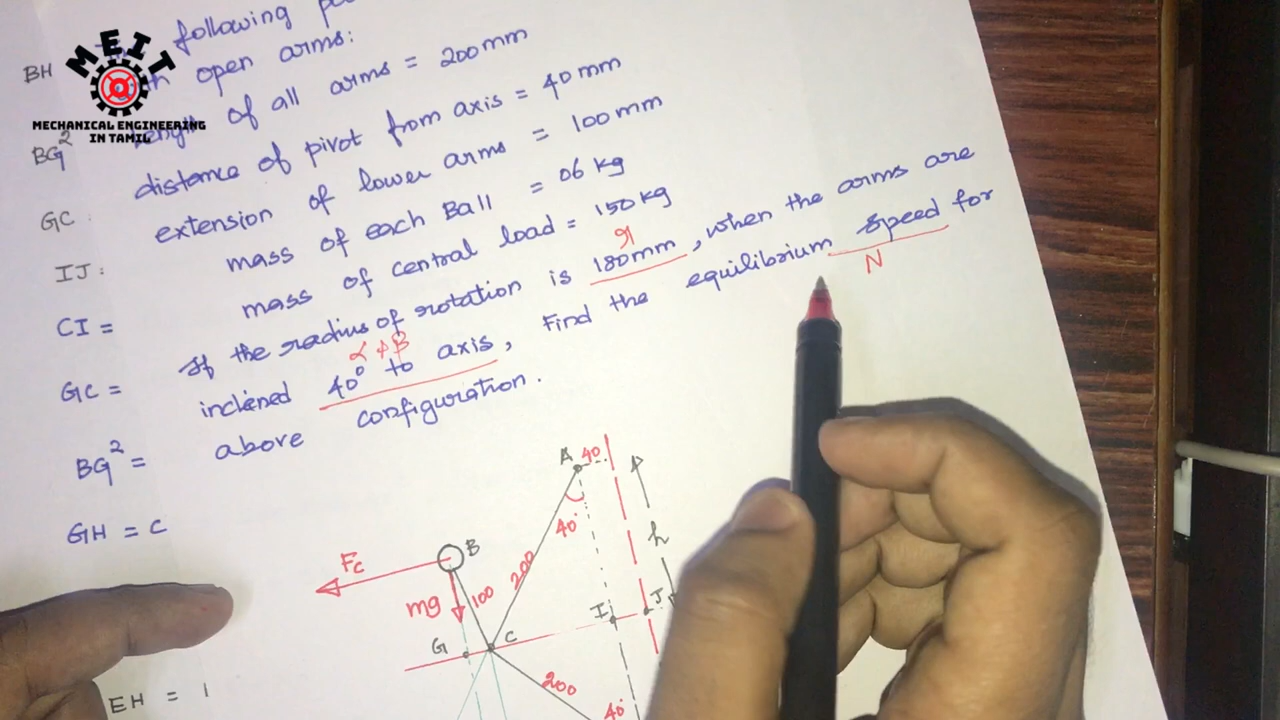 following
with open arms:
length of all arms = 200mm
distance of pivot from axis = 40mm
extension of lower arms = 100mm
mass of each Ball = 06 kg
mass of central load = 150kg
r
If the radius of rotation is 180mm, when the arms are
α + β
inclined 40° to axis, Find the equilibrium speed for
N
above configuration.
MEIT
MECHANICAL ENGINEERING
IN TAMIL
BH
BG²
GC:
IJ:
CI =
GC =
BG² =
GH = C
EH = 1
A
40
40°
h
B
Fc
mg
100
200
I
J
G
C
200
40°